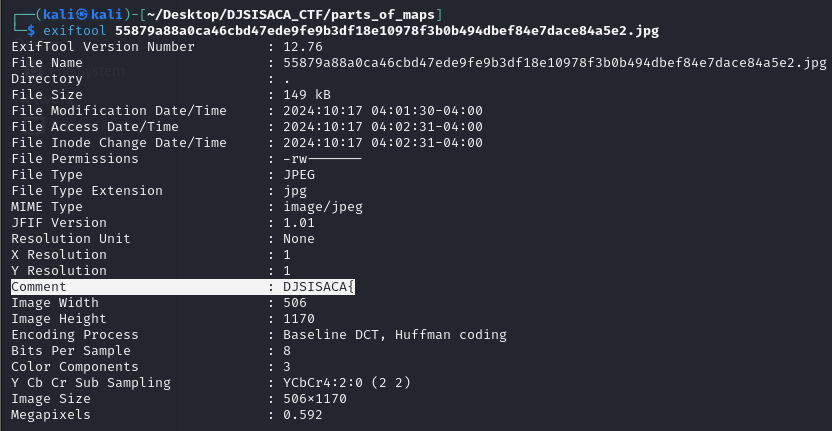 ┌──(kali㉿kali)-[~/Desktop/DJSISACA_CTF/parts_of_maps]
└─$ exiftool 55879a88a0ca46cbd47ede9fe9b3df18e10978f3b0b494dbef84e7dace84a5e2.jpg
ExifTool Version Number : 12.76
File Name : 55879a88a0ca46cbd47ede9fe9b3df18e10978f3b0b494dbef84e7dace84a5e2.jpg
Directory : .
File Size : 149 kB
File Modification Date/Time : 2024:10:17 04:01:30-04:00
File Access Date/Time : 2024:10:17 04:02:31-04:00
File Inode Change Date/Time : 2024:10:17 04:02:31-04:00
File Permissions : -rw-------
File Type : JPEG
File Type Extension : jpg
MIME Type : image/jpeg
JFIF Version : 1.01
Resolution Unit : None
X Resolution : 1
Y Resolution : 1
Comment : DJSISACA{
Image Width : 506
Image Height : 1170
Encoding Process : Baseline DCT, Huffman coding
Bits Per Sample : 8
Color Components : 3
Y Cb Cr Sub Sampling : YCbCr4:2:0 (2 2)
Image Size : 506×1170
Megapixels : 0.592